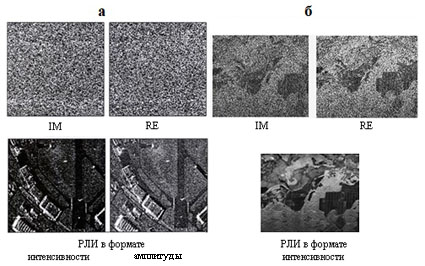 а
б
IM
RE
IM
RE
РЛИ в формате
интенсивности
амплитуды
РЛИ в формате
интенсивности